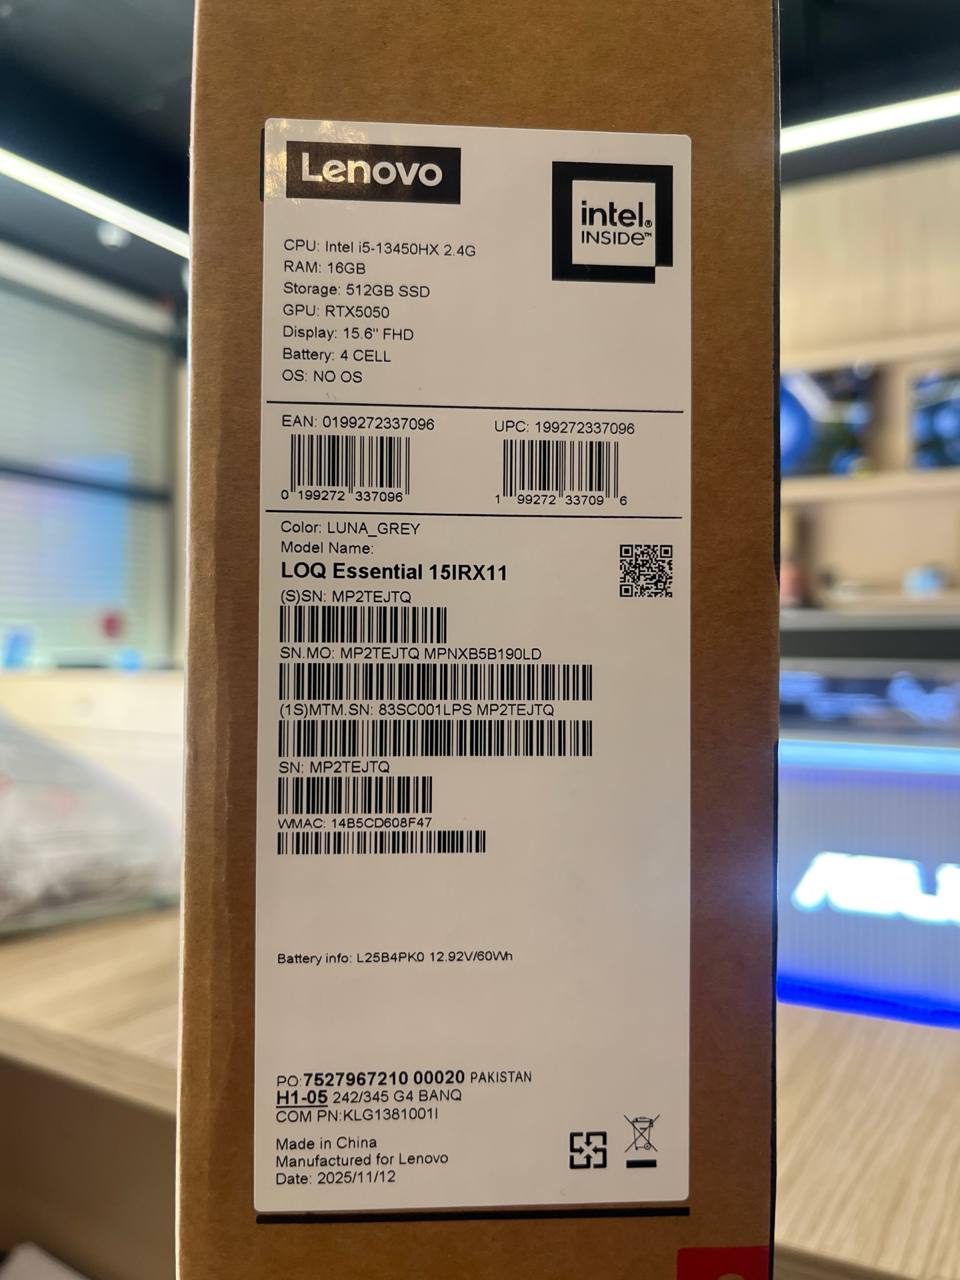 Lenovo
intel®
INSIDE™
CPU: Intel i5-13450HX 2.4G
RAM: 16GB
Storage: 512GB SSD
GPU: RTX5050
Display: 15.6" FHD
Battery: 4 CELL
OS: NO OS
EAN: 0199272337096
UPC: 199272337096
0 199272 337096
1 99272 33709 6
Color: LUNA_GREY
Model Name:
LOQ Essential 15IRX11
(S)SN: MP2TEJTQ
SN.MO: MP2TEJTQ MPNXB5B190LD
(1S)MTM.SN: 83SC001LPS MP2TEJTQ
SN: MP2TEJTQ
WMAC: 14B5CD608F47
Battery info: L25B4PK0 12.92V/60Wh
PO:7527967210 00020 PAKISTAN
H1-05 242/345 G4 BANQ
COM PN:KLG1381001I
Made in China
Manufactured for Lenovo
Date: 2025/11/12
ASUS